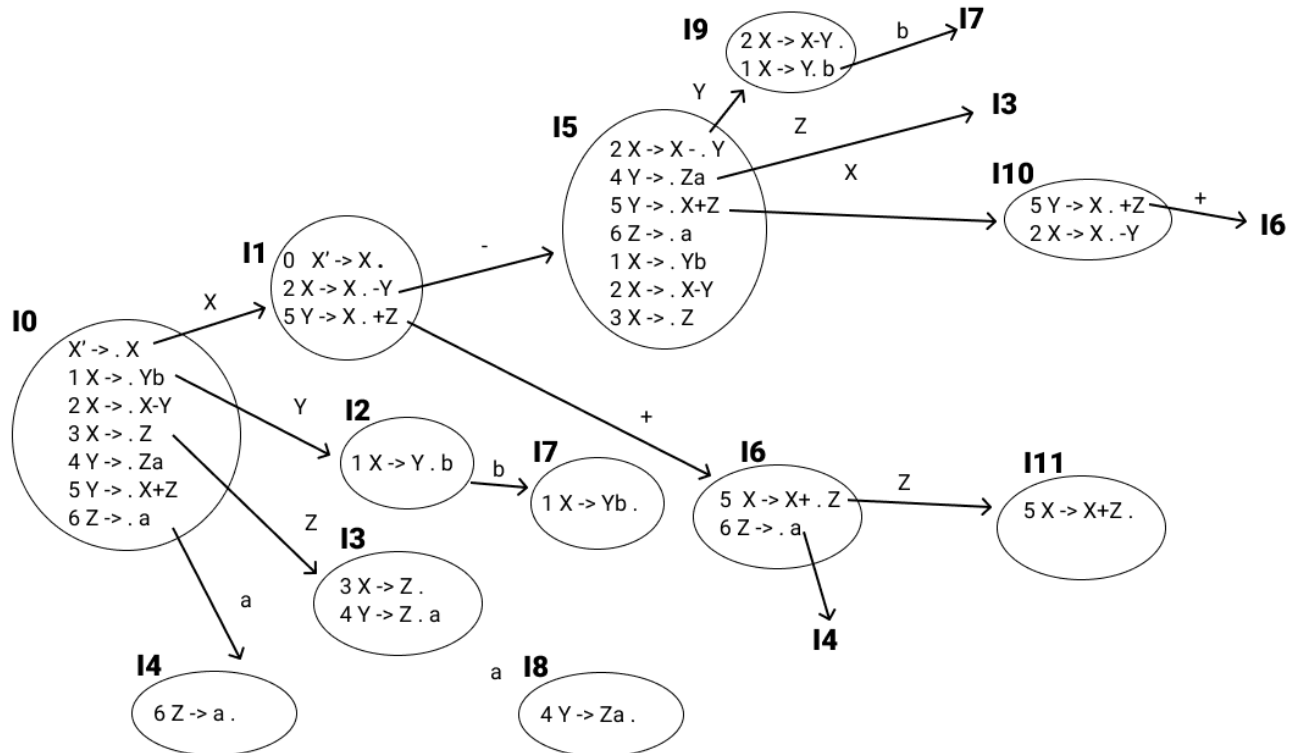 I9
2 X -> X-Y .
1 X -> Y. b
b
I7
Y
I5
2 X -> X - . Y
4 Y -> . Za
5 Y -> . X+Z
6 Z -> . a
1 X -> . Yb
2 X -> . X-Y
3 X -> . Z
Z
I3
X
I10
5 Y -> X . +Z
2 X -> X . -Y
+
I6
I1
0 X' -> X .
2 X -> X . -Y
5 Y -> X . +Z
-
+
I0
X' -> . X
1 X -> . Yb
2 X -> . X-Y
3 X -> . Z
4 Y -> . Za
5 Y -> . X+Z
6 Z -> . a
X
Y
Z
a
I2
1 X -> Y . b
b
I7
1 X -> Yb .
I6
5 X -> X+ . Z
6 Z -> . a
Z
I11
5 X -> X+Z .
I4
I3
3 X -> Z .
4 Y -> Z . a
I4
6 Z -> a .
a
I8
4 Y -> Za .